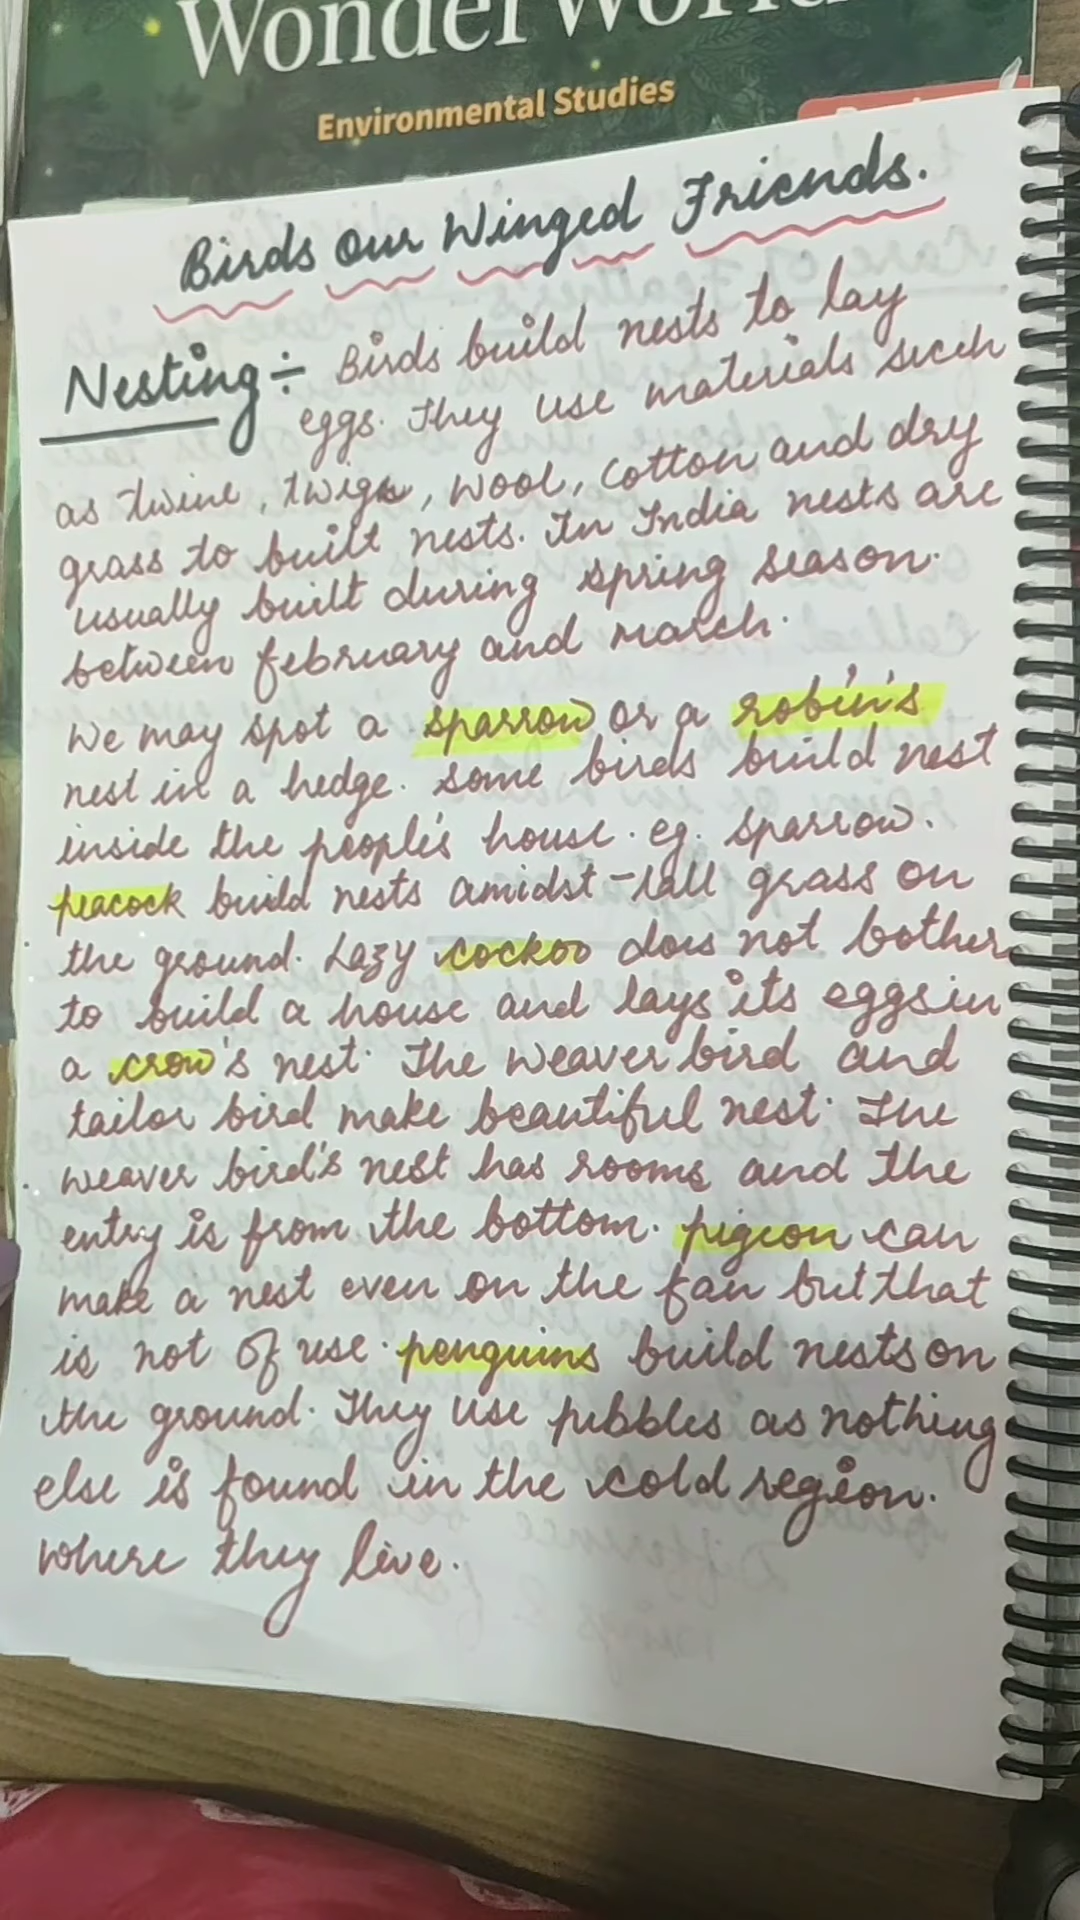 WonderWorld
Environmental Studies
Birds Our Winged Friends.
Nesting ÷ Birds build nests to lay
eggs. They use materials such
as twine, twigs, wool, cotton and dry
grass to built nests. In India nests are
usually built during spring season.
between february and march.
We may spot a sparrow or a robin's
nest in a hedge. some birds build nest
inside the people's house. eg. sparrow.
peacock build nests amidst tall grass on
the ground. Lazy cockoo does not bother
to build a house and lays its eggs in
a crow's nest. The weaver bird and
tailor bird make beautiful nest. The
weaver bird's nest has rooms and the
entry is from the bottom. pigeon can
make a nest even on the fan but that
is not of use. penguins build nests on
the ground. They use pebbles as nothing
else is found in the cold region.
where they live.